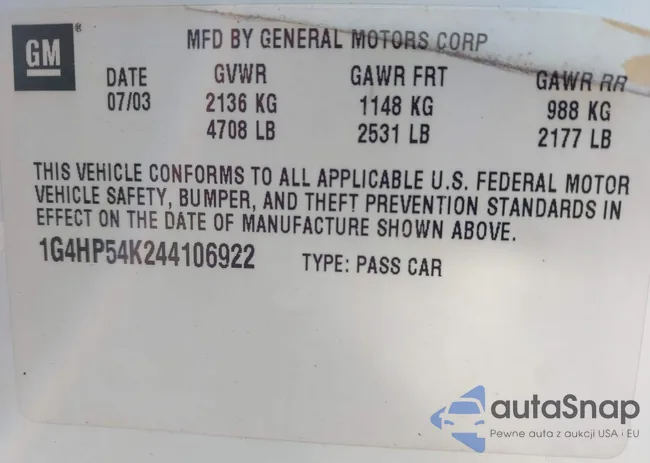 GM®
MFD BY GENERAL MOTORS CORP
DATE GVWR GAWR FRT GAWR RR
07/03 2136 KG 1148 KG 988 KG
4708 LB 2531 LB 2177 LB
THIS VEHICLE CONFORMS TO ALL APPLICABLE U.S. FEDERAL MOTOR
VEHICLE SAFETY, BUMPER, AND THEFT PREVENTION STANDARDS IN
EFFECT ON THE DATE OF MANUFACTURE SHOWN ABOVE.
1G4HP54K244106922 TYPE: PASS CAR
autaSnap
Pewne auta z aukcji USA i EU